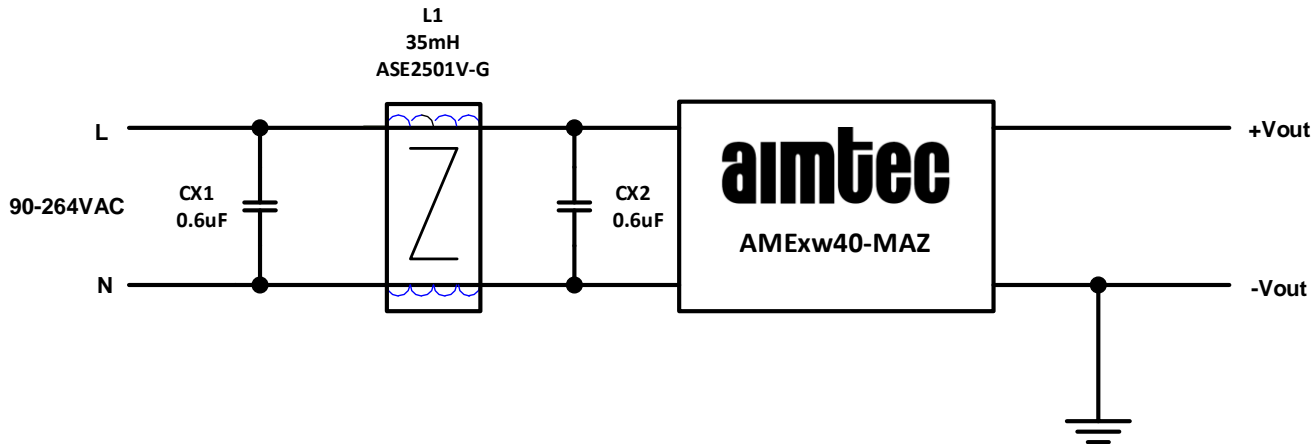 L1
35mH
ASE2501V-G
L
+Vout
aimtec
CX1
0.6uF
CX2
0.6uF
90-264VAC
AMExw40-MAZ
N
-Vout